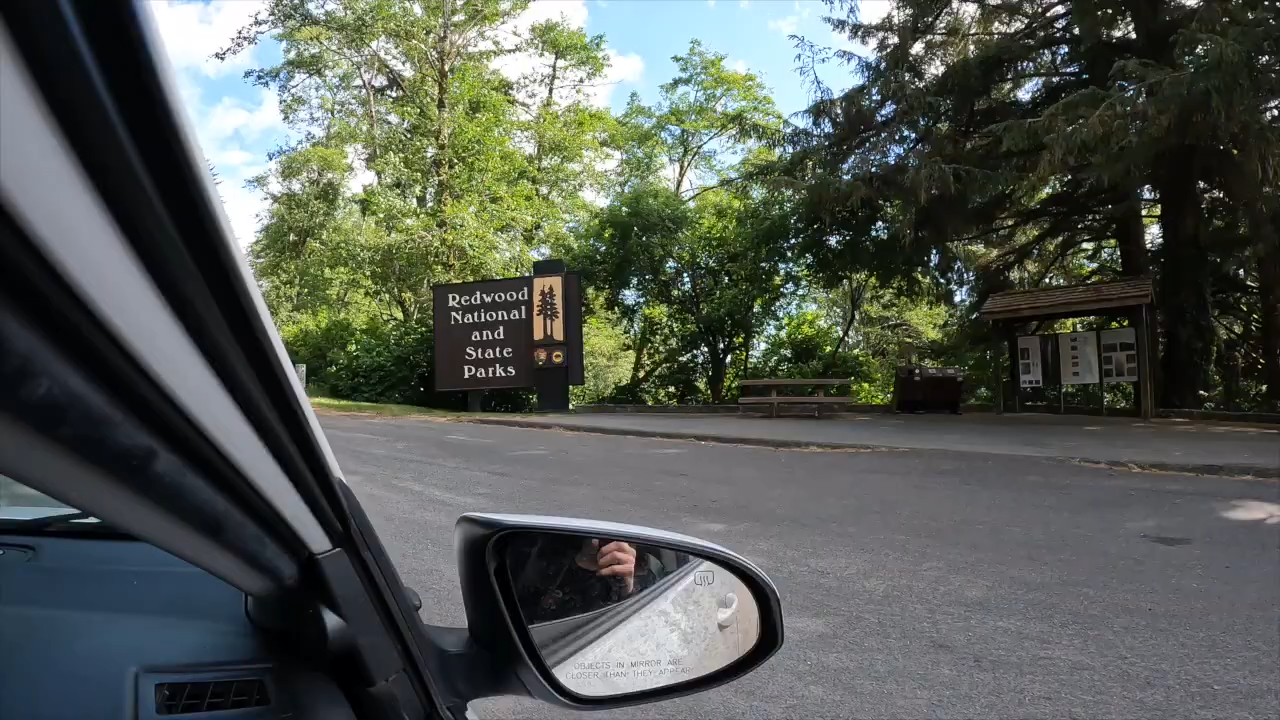 Redwood
National
and
State
Parks
OBJECTS IN MIRROR ARE
CLOSER THAN THEY APPEAR